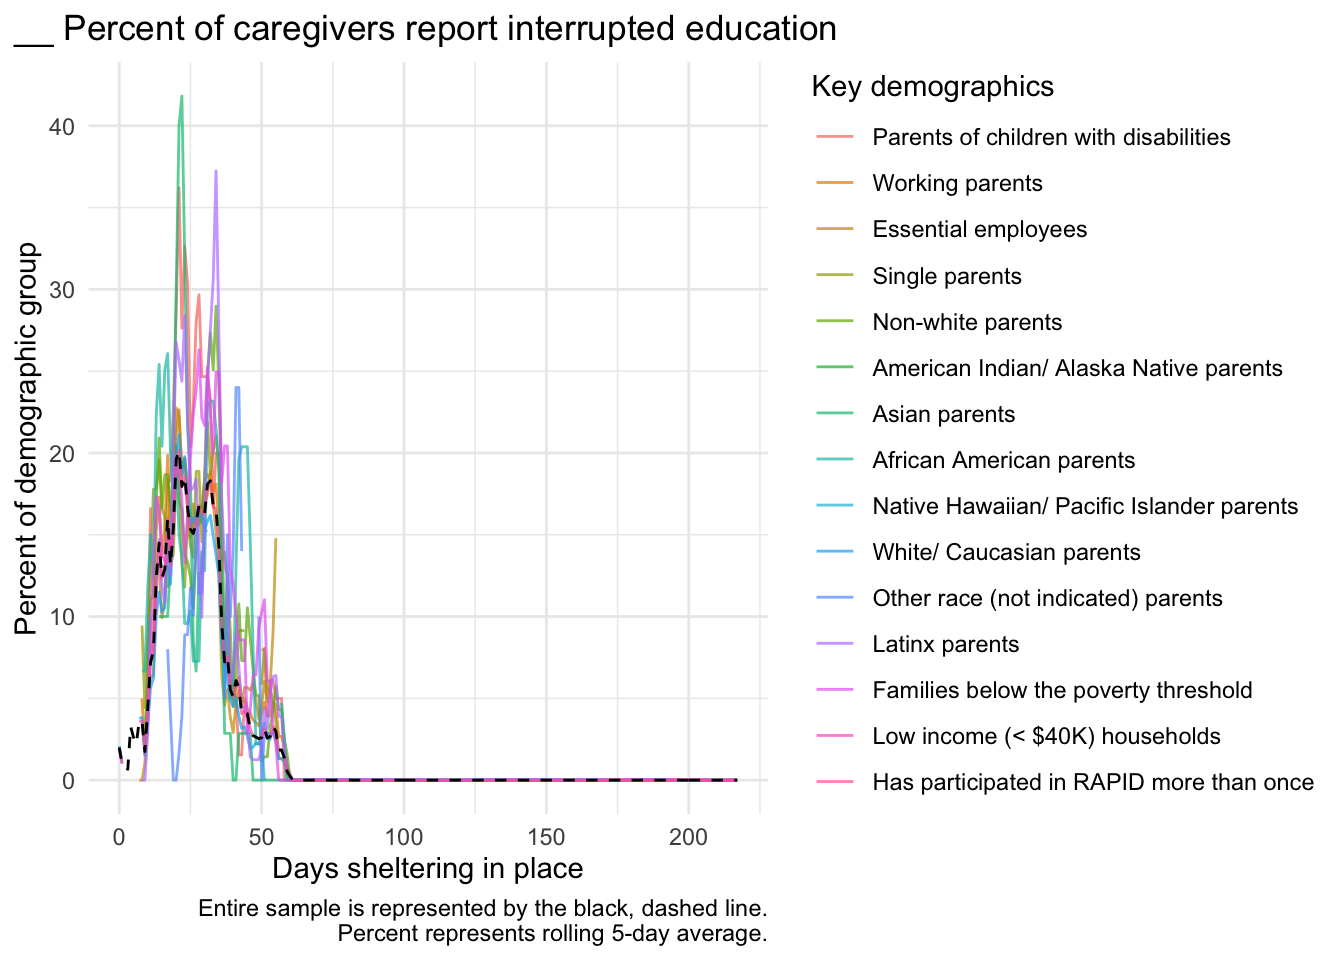 __ Percent of caregivers report interrupted education
Percent of demographic group
40
30
20
10
0
0 50 100 150 200
Days sheltering in place
Entire sample is represented by the black, dashed line.
Percent represents rolling 5-day average.
Key demographics
Parents of children with disabilities
Working parents
Essential employees
Single parents
Non-white parents
American Indian/ Alaska Native parents
Asian parents
African American parents
Native Hawaiian/ Pacific Islander parents
White/ Caucasian parents
Other race (not indicated) parents
Latinx parents
Families below the poverty threshold
Low income (< $40K) households
Has participated in RAPID more than once